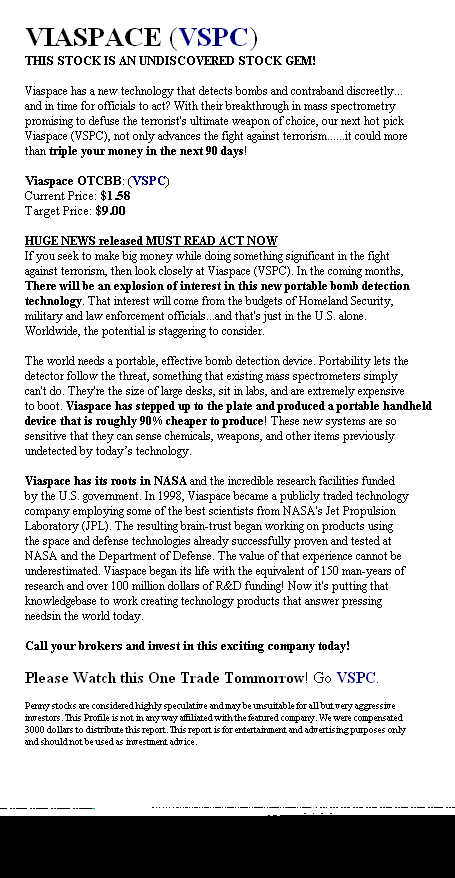 VIASPACE (VSPC)
THIS STOCK IS AN UNDISCOVERED STOCK GEM!
Viaspace has a new technology that detects bombs and contraband discreetly...
and in time for officials to act? With their breakthrough in mass spectrometry
promising to defuse the terrorist's ultimate weapon of choice, our next hot pick
Viaspace (VSPC), not only advances the fight against terrorism......it could more
than triple your money in the next 90 days!
Viaspace OTCBB: (VSPC)
Current Price: $1.58
Target Price: $9.00
HUGE NEWS released MUST READ ACT NOW
If you seek to make big money while doing something significant in the fight
against terrorism, then look closely at Viaspace (VSPC). In the coming months,
There will be an explosion of interest in this new portable bomb detection
technology. That interest will come from the budgets of Homeland Security,
military and law enforcement officials...and that's just in the U.S. alone.
Worldwide, the potential is staggering to consider.
The world needs a portable, effective bomb detection device. Portability lets the
detector follow the threat, something that existing mass spectrometers simply
can't do. They're the size of large desks, sit in labs, and are extremely expensive
to boot. Viaspace has stepped up to the plate and produced a portable handheld
device that is roughly 90% cheaper to produce! These new systems are so
sensitive that they can sense chemicals, weapons, and other items previously
undetected by today's technology.
Viaspace has its roots in NASA and the incredible research facilities funded
by the U.S. government. In 1998, Viaspace became a publicly traded technology
company employing some of the best scientists from NASA's Jet Propulsion
Laboratory (JPL). The resulting brain-trust began working on products using
the space and defense technologies already successfully proven and tested at
NASA and the Department of Defense. The value of that experience cannot be
underestimated. Viaspace began its life with the equivalent of 150 man-years of
research and over 100 million dollars of R&D funding! Now it's putting that
knowledgebase to work creating technology products that answer pressing
needsin the world today.
Call your brokers and invest in this exciting company today!
Please Watch this One Trade Tommorrow! Go VSPC.
Penny stocks are considered highly speculative and may be unsuitable for all but very aggressive
investors. This Profile is not in any way affiliated with the featured company. We were compensated
3000 dollars to distribute this report. This report is for entertainment and advertising purposes only
and should not be used as investment advice.